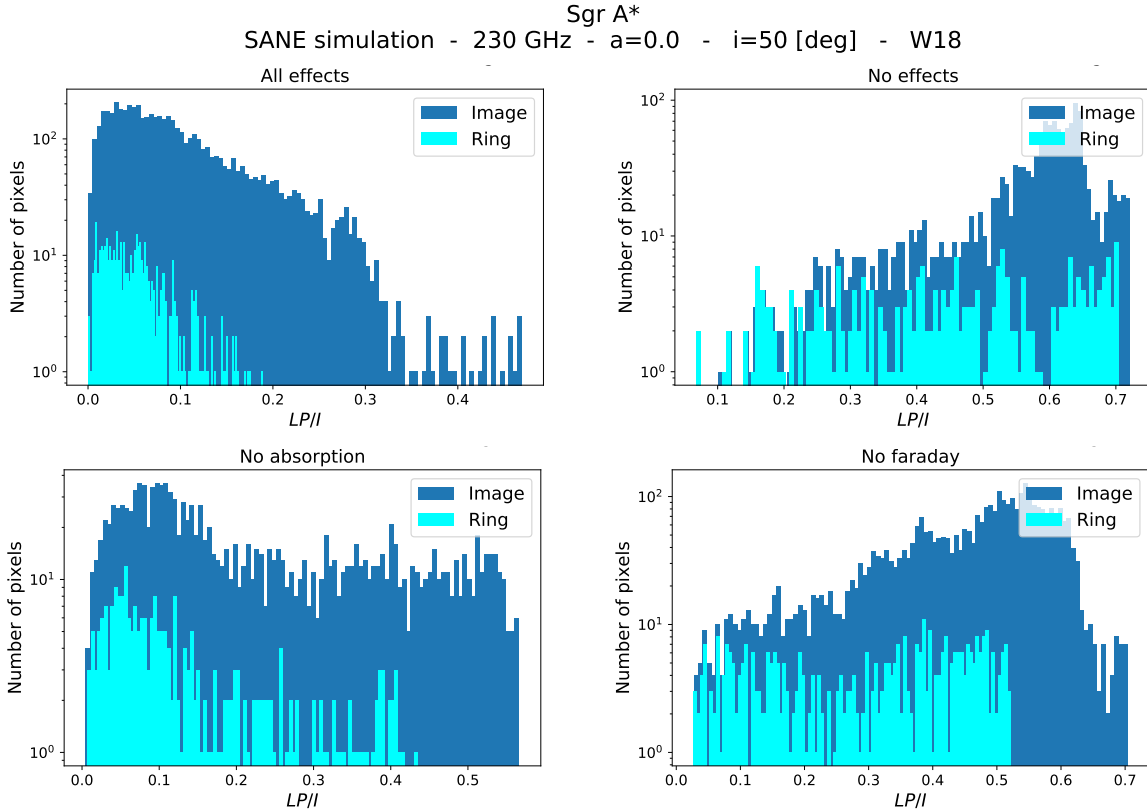 Sgr A*
SANE simulation - 230 GHz - a=0.0 - i=50 [deg] - W18
All effects
Number of pixels
10²
10¹
10⁰
Image
Ring
0.0 0.1 0.2 0.3 0.4
LP/I
No effects
Number of pixels
10²
10¹
10⁰
Image
Ring
0.1 0.2 0.3 0.4 0.5 0.6 0.7
LP/I
No absorption
Number of pixels
10¹
10⁰
Image
Ring
0.0 0.1 0.2 0.3 0.4 0.5
LP/I
No faraday
Number of pixels
10²
10¹
10⁰
Image
Ring
0.0 0.1 0.2 0.3 0.4 0.5 0.6 0.7
LP/I